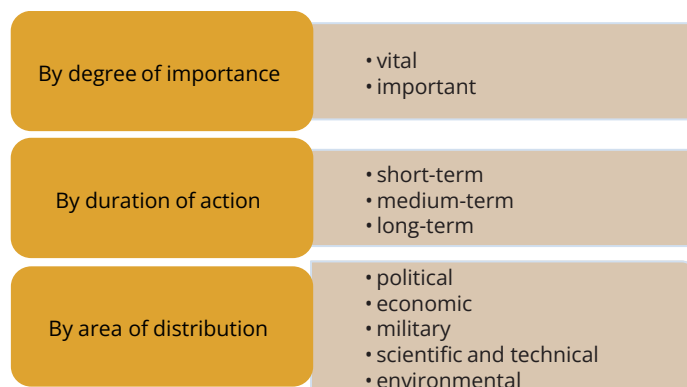 By degree of importance
• vital
• important
By duration of action
• short-term
• medium-term
• long-term
By area of distribution
• political
• economic
• military
• scientific and technical
• environmental